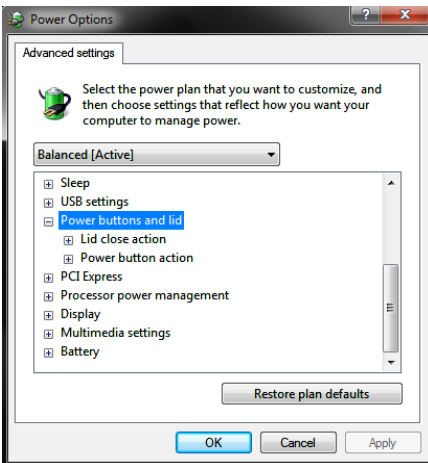 Power Options
Advanced settings
Select the power plan that you want to customize, and
then choose settings that reflect how you want your
computer to manage power.
Balanced [Active]
Sleep
USB settings
Power buttons and lid
Lid close action
Power button action
PCI Express
Processor power management
Display
Multimedia settings
Battery
Restore plan defaults
OK Cancel Apply